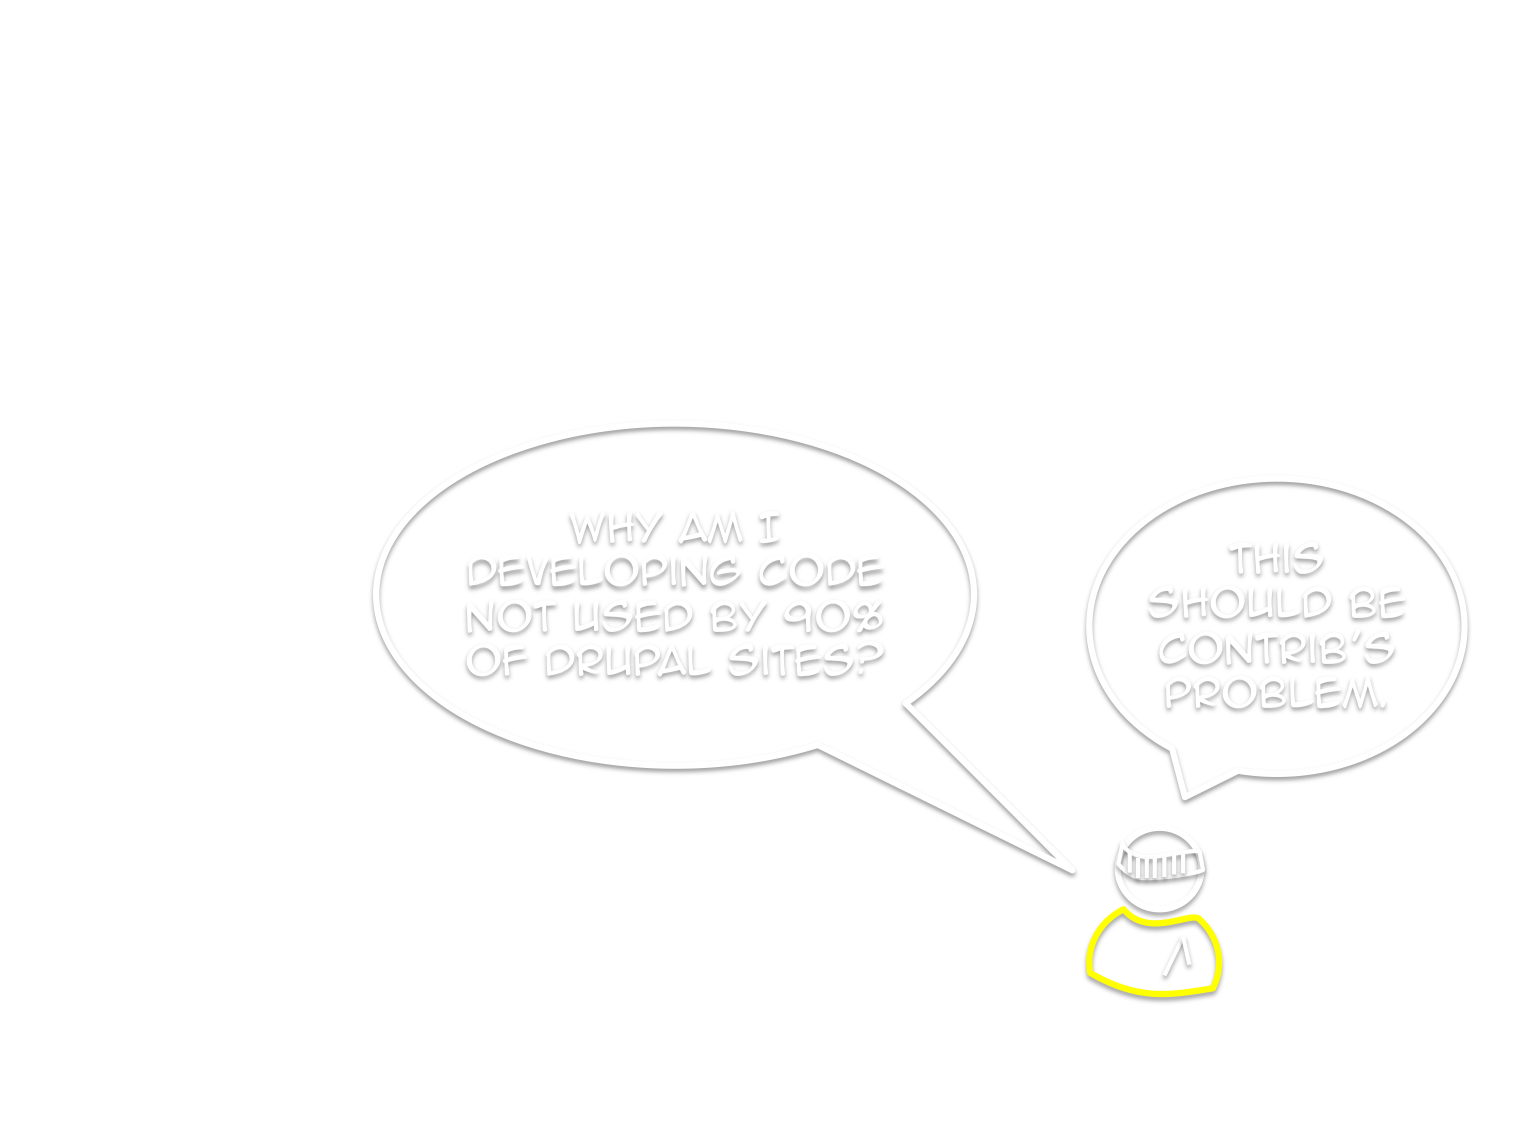 WHY AM I
DEVELOPING CODE
NOT USED BY 90%
OF DRUPAL SITES?
THIS
SHOULD BE
CONTRIB'S
PROBLEM.